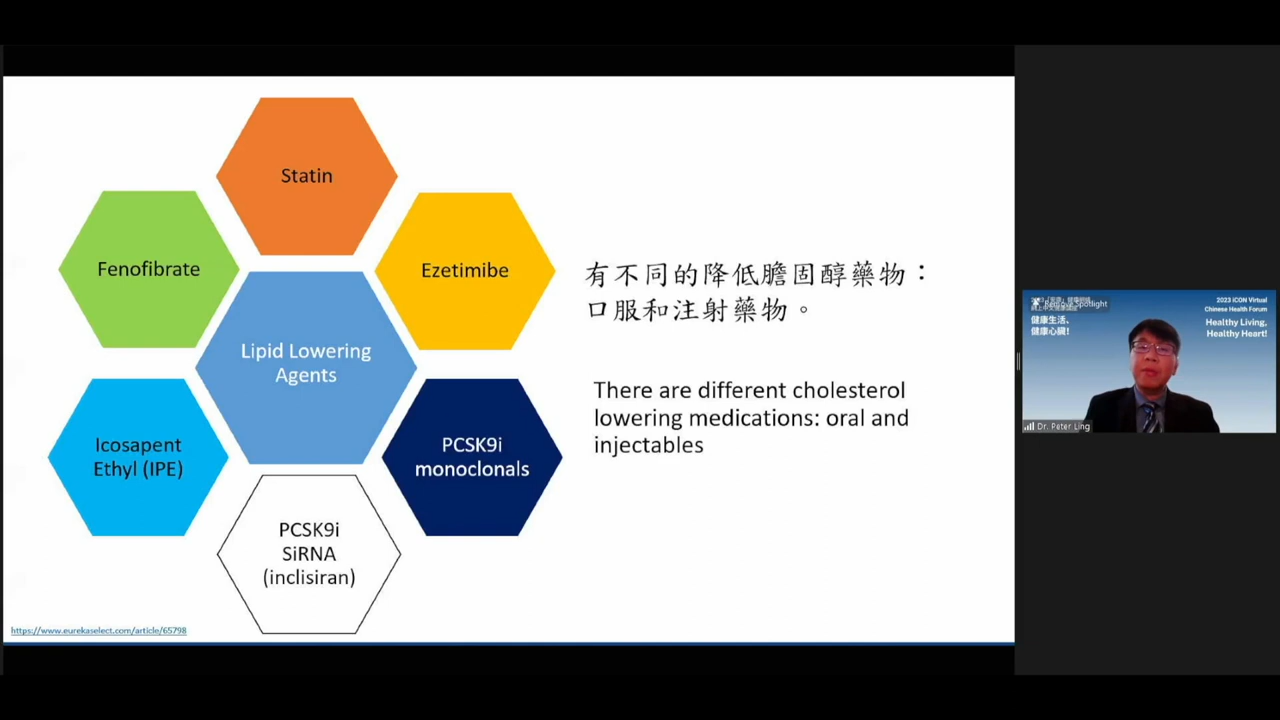 Statin
Fenofibrate
Ezetimibe
Lipid Lowering
Agents
Icosapent
Ethyl (IPE)
PCSK9i
monoclonals
PCSK9i
SiRNA
(inclisiran)
有不同的降低膽固醇藥物：
口服和注射藥物。
There are different cholesterol
lowering medications: oral and
injectables
https://www.eurekaselect.com/article/65798
2023 iCON Virtual
Chinese Health Forum
Healthy Living,
Healthy Heart!
健康生活、
健康心臟!
Dr. Peter Ling